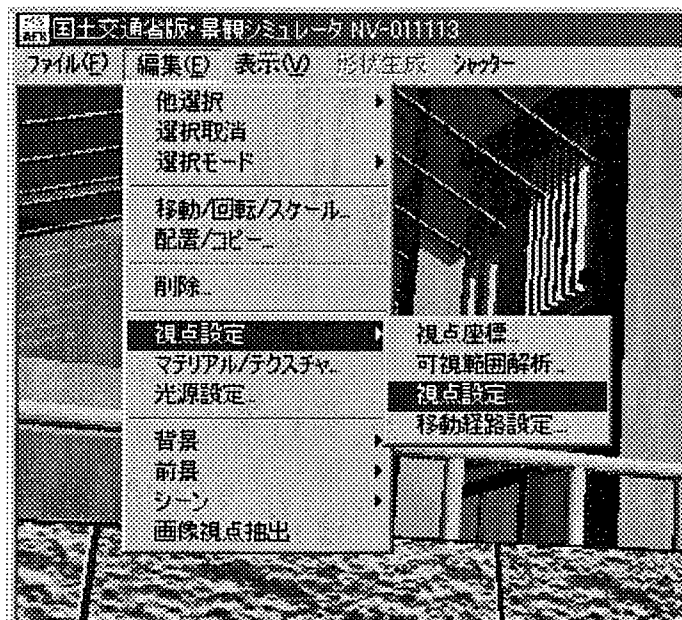 国土交通省版・景観シミュレータ NV-011113
ファイル(F) 編集(E) 表示(V) 形状生成 シャッター
他選択
選択取消
選択モード
移動/回転/スケール...
配置/コピー...
削除...
視点設定
マテリアル/テクスチャ...
光源設定...
背景
前景
シーン
画像視点抽出
視点座標...
可視範囲解析...
視点設定...
移動経路設定...